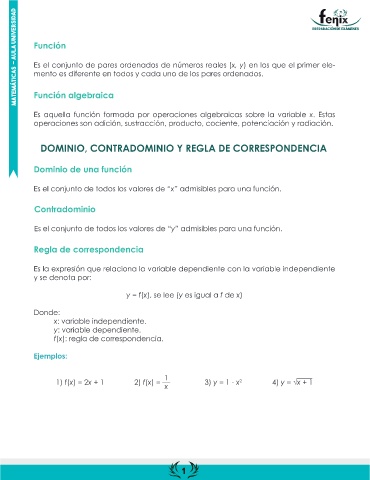 MATEMÁTICAS - AULA UNIVERSIDAD
fenix
PREPARACIÓN DE EXÁMENES
Función
Es el conjunto de pares ordenados de números reales (x, y) en los que el primer ele-
mento es diferente en todos y cada uno de los pares ordenados.
Función algebraica
Es aquella función formada por operaciones algebraicas sobre la variable x. Estas
operaciones son adición, sustracción, producto, cociente, potenciación y radiación.
DOMINIO, CONTRADOMINIO Y REGLA DE CORRESPONDENCIA
Dominio de una función
Es el conjunto de todos los valores de “x” admisibles para una función.
Contradominio
Es el conjunto de todos los valores de “y” admisibles para una función.
Regla de correspondencia
Es la expresión que relaciona la variable dependiente con la variable independiente
y se denota por:
y = f(x), se lee (y es igual a f de x)
Donde:
x: variable independiente.
y: variable dependiente.
f(x): regla de correspondencia.
Ejemplos:
1) f(x) = 2x + 1 2) f(x) = 1/x 3) y = 1 - x² 4) y = √x + 1
1